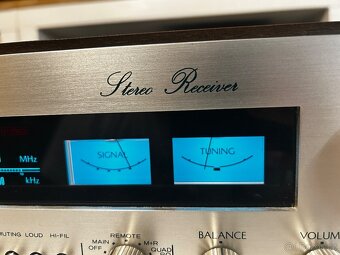 Stereo Receiver
MHz
SIGNAL
TUNING
kHz
MUTING LOUD HI-FIL
REMOTE
BALANCE
VOLUM
MAIN
M+R
OFF
QUAD